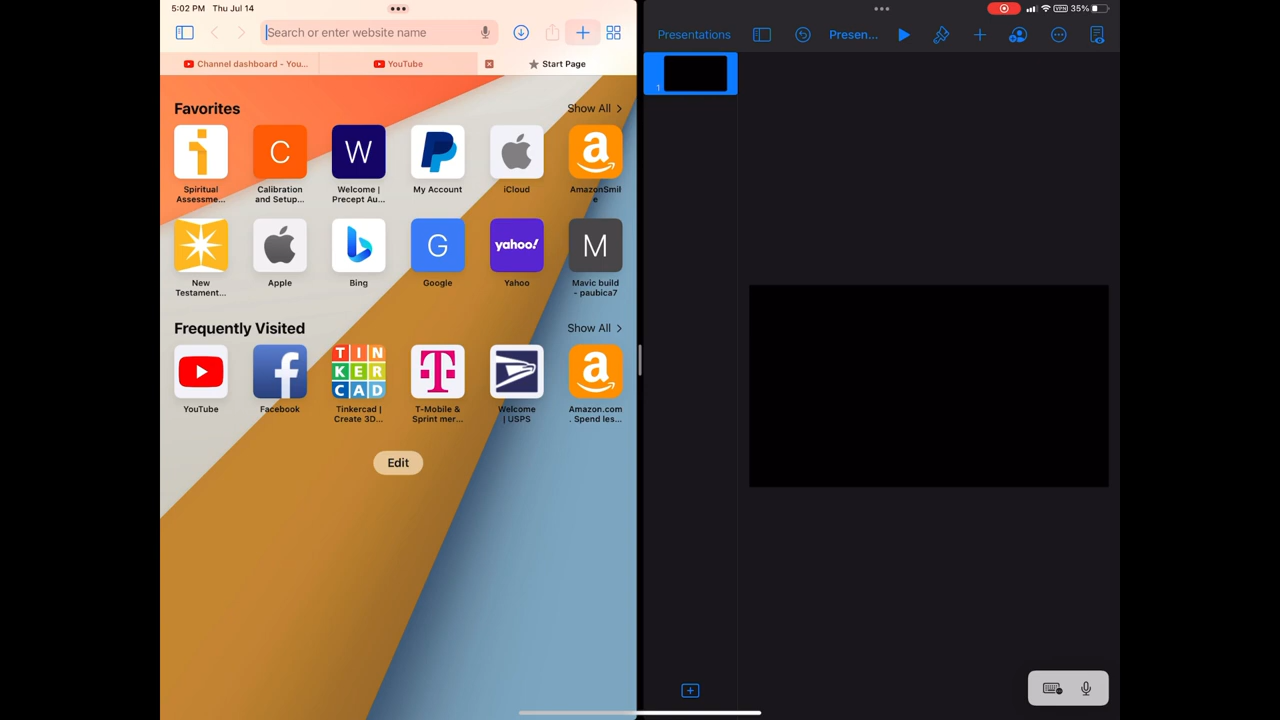 5:02 PM Thu Jul 14
VPN 35%
Search or enter website name
Presentations
Presen...
Channel dashboard - You...
YouTube
Start Page
Favorites
Show All
i
C
W
Spiritual
Assessme...
Calibration
and Setup...
Welcome |
Precept Au...
My Account
iCloud
AmazonSmil
e
G
yahoo!
M
New
Testament...
Apple
Bing
Google
Yahoo
Mavic build
- paubica7
Frequently Visited
Show All
TIN
KER
CAD
T
YouTube
Facebook
Tinkercad |
Create 3D...
T-Mobile &
Sprint mer...
Welcome
| USPS
Amazon.com
. Spend les...
Edit
1